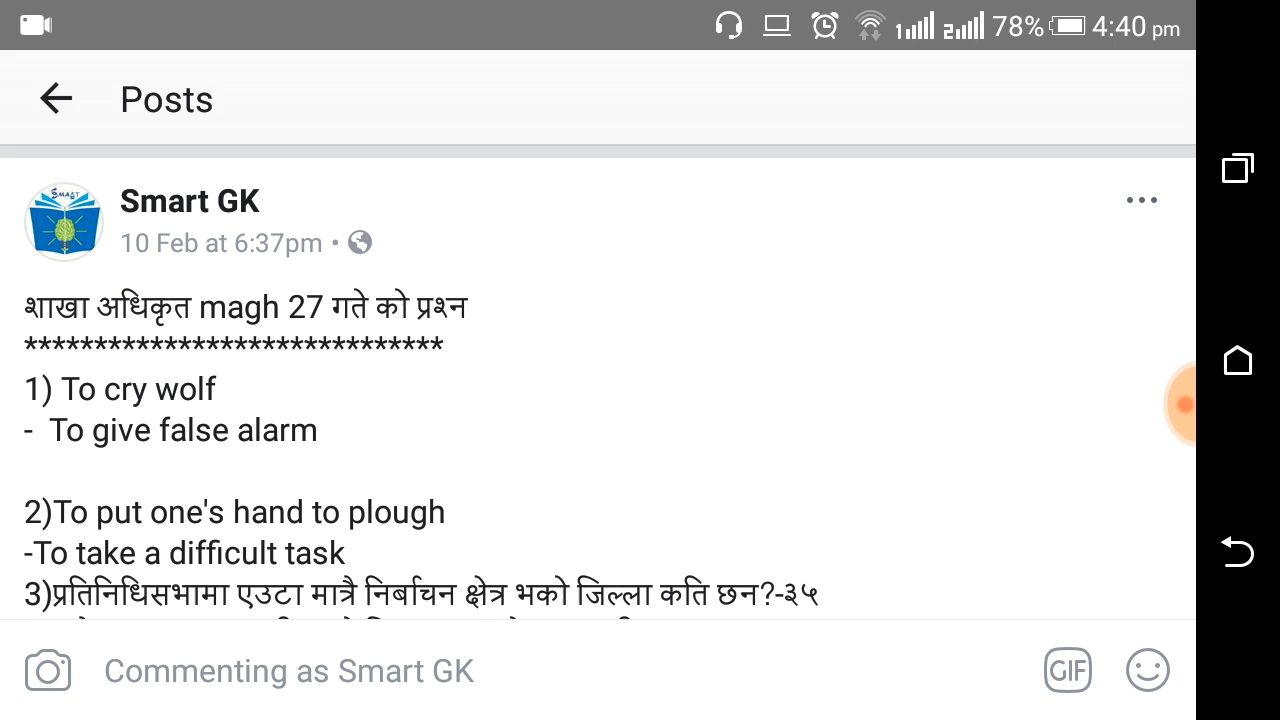 78% 4:40 pm
Posts
SMART
Smart GK
10 Feb at 6:37pm •
शाखा अधिकृत magh 27 गते को प्रश्न
******************************
1) To cry wolf
- To give false alarm
2)To put one's hand to plough
-To take a difficult task
3)प्रतिनिधिसभामा एउटा मात्रै निर्बाचन क्षेत्र भको जिल्ला कति छन?-३५
Commenting as Smart GK
GIF